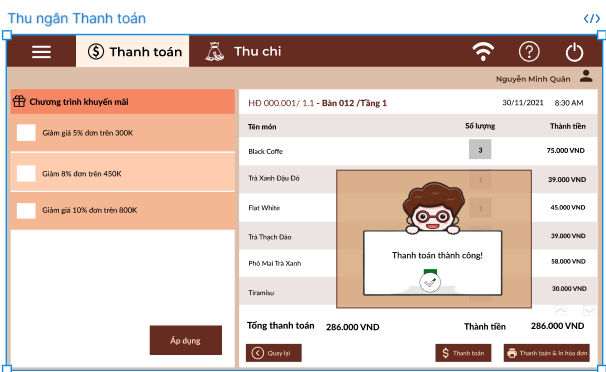 Thu ngân Thanh toán
</>
$ Thanh toán
Thu chi
?
Nguyễn Minh Quân
Chương trình khuyến mãi
Giảm giá 5% đơn trên 300K
Giảm 8% đơn trên 450K
Giảm giá 10% đơn trên 800K
Áp dụng
HĐ 000.001/ 1.1 - Bàn 012 /Tầng 1
30/11/2021 8:30 AM
Tên món Số lượng Thành tiền
Black Coffe 3 75.000 VND
Trà Xanh Đậu Đỏ 1 39.000 VND
Flat White 45.000 VND
Trà Thạch Đào 39.000 VND
Phô Mai Trà Xanh 58.000 VND
Tiramisu 30.000 VND
Thanh toán thành công!
Tổng thanh toán 286.000 VND Thành tiền 286.000 VND
Quay lại
$ Thanh toán
Thanh toán & In hóa đơn